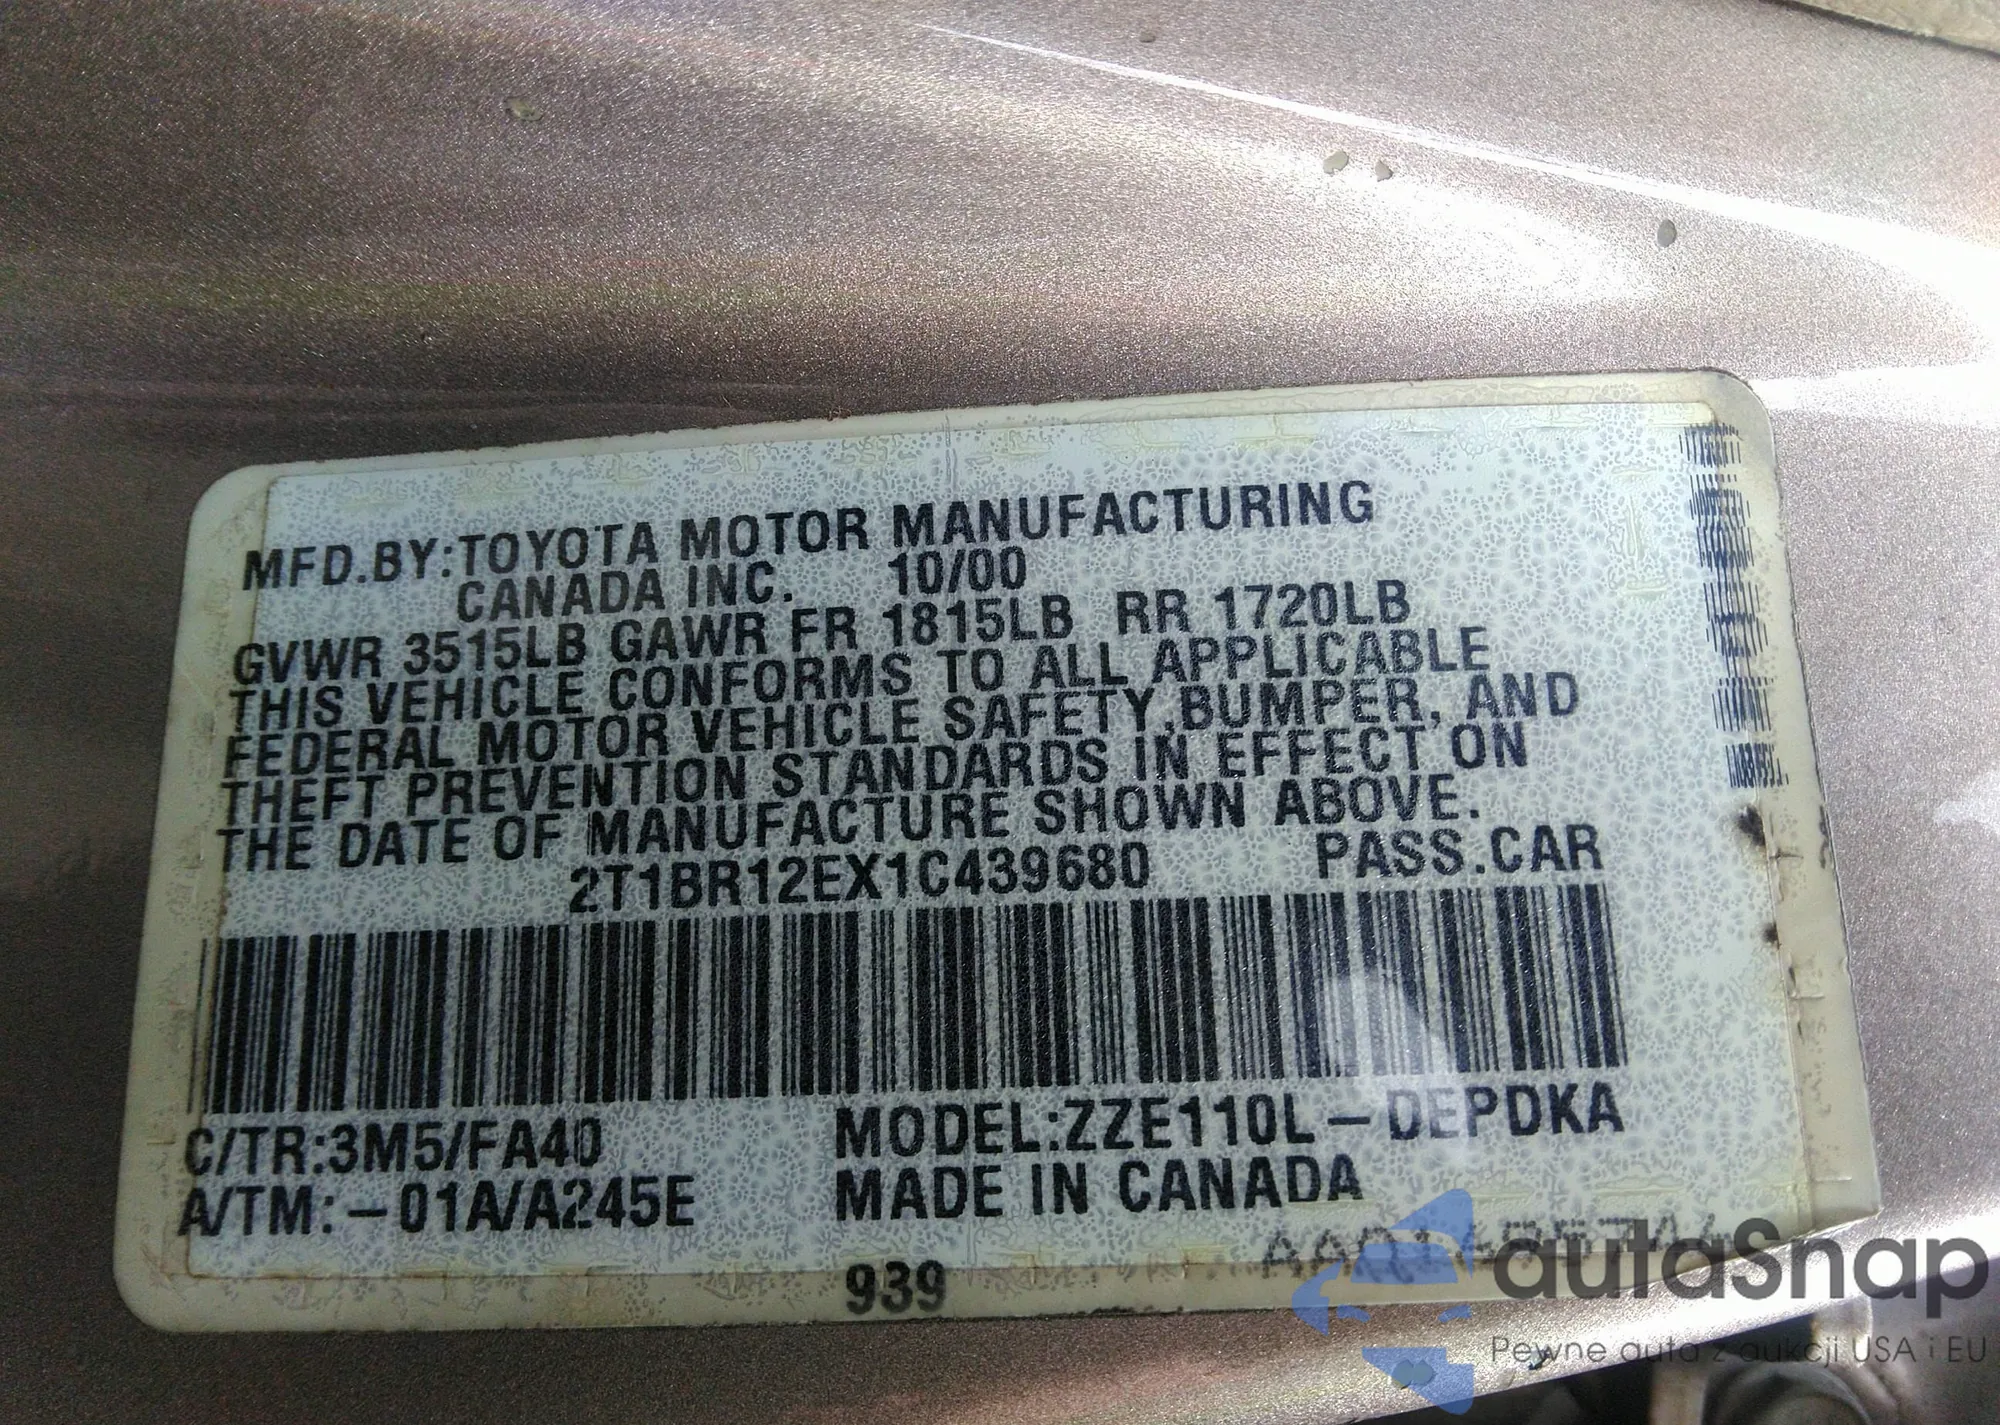 MFD.BY:TOYOTA MOTOR MANUFACTURING
CANADA INC. 10/00
GVWR 3515LB GAWR FR 1815LB RR 1720LB
THIS VEHICLE CONFORMS TO ALL APPLICABLE
FEDERAL MOTOR VEHICLE SAFETY,BUMPER, AND
THEFT PREVENTION STANDARDS IN EFFECT ON
THE DATE OF MANUFACTURE SHOWN ABOVE.
2T1BR12EX1C439680 PASS.CAR
C/TR:3M5/FA40 MODEL:ZZE110L-DEPDKA
A/TM:-01A/A245E MADE IN CANADA
939
autaSnap
Pewne auta z aukcji USA i EU